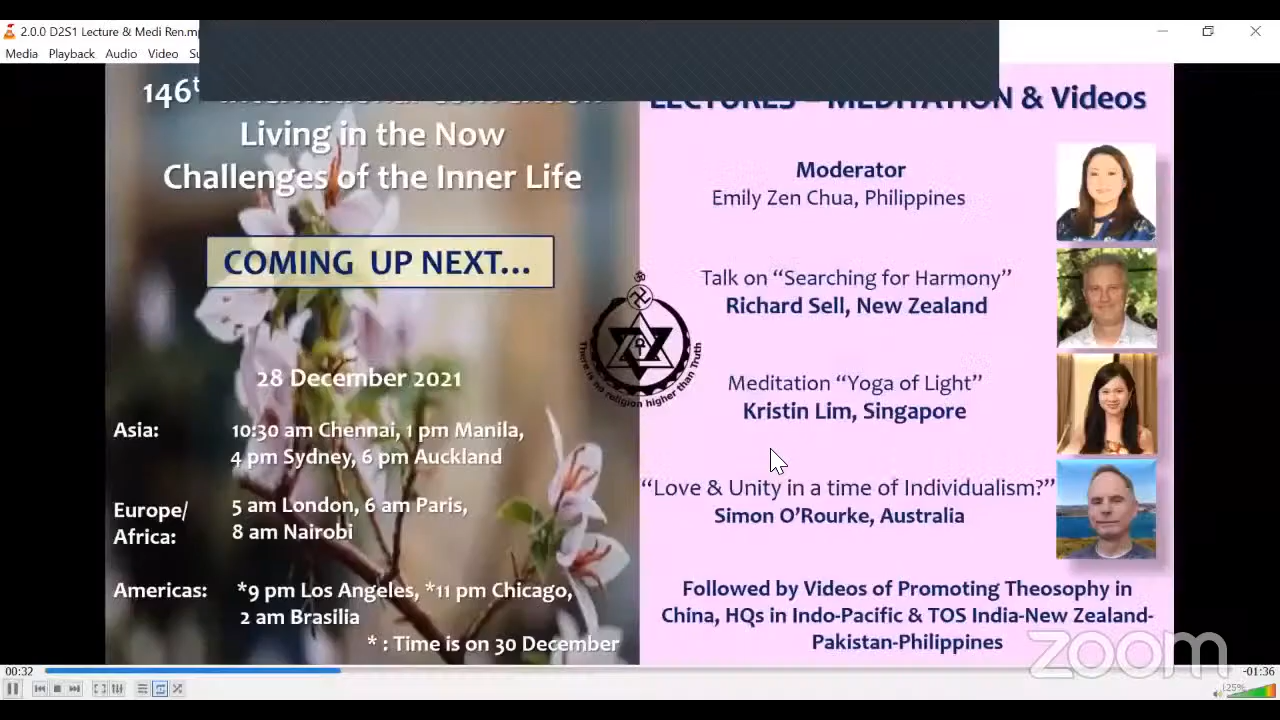 2.0.0 D2S1 Lecture & Medi Ren.mp
Media Playback Audio Video
146t
Living in the Now
Challenges of the Inner Life
COMING UP NEXT...
28 December 2021
Asia: 10:30 am Chennai, 1 pm Manila,
4 pm Sydney, 6 pm Auckland
Europe/ 5 am London, 6 am Paris,
Africa: 8 am Nairobi
Americas: *9 pm Los Angeles, *11 pm Chicago,
2 am Brasilia
* : Time is on 30 December
There is no religion higher than Truth
LECTURES - MEDITATION & Videos
Moderator
Emily Zen Chua, Philippines
Talk on “Searching for Harmony”
Richard Sell, New Zealand
Meditation “Yoga of Light”
Kristin Lim, Singapore
“Love & Unity in a time of Individualism?”
Simon O’Rourke, Australia
Followed by Videos of Promoting Theosophy in
China, HQs in Indo-Pacific & TOS India-New Zealand-
Pakistan-Philippines
zoom
00:32
-01:36
125%